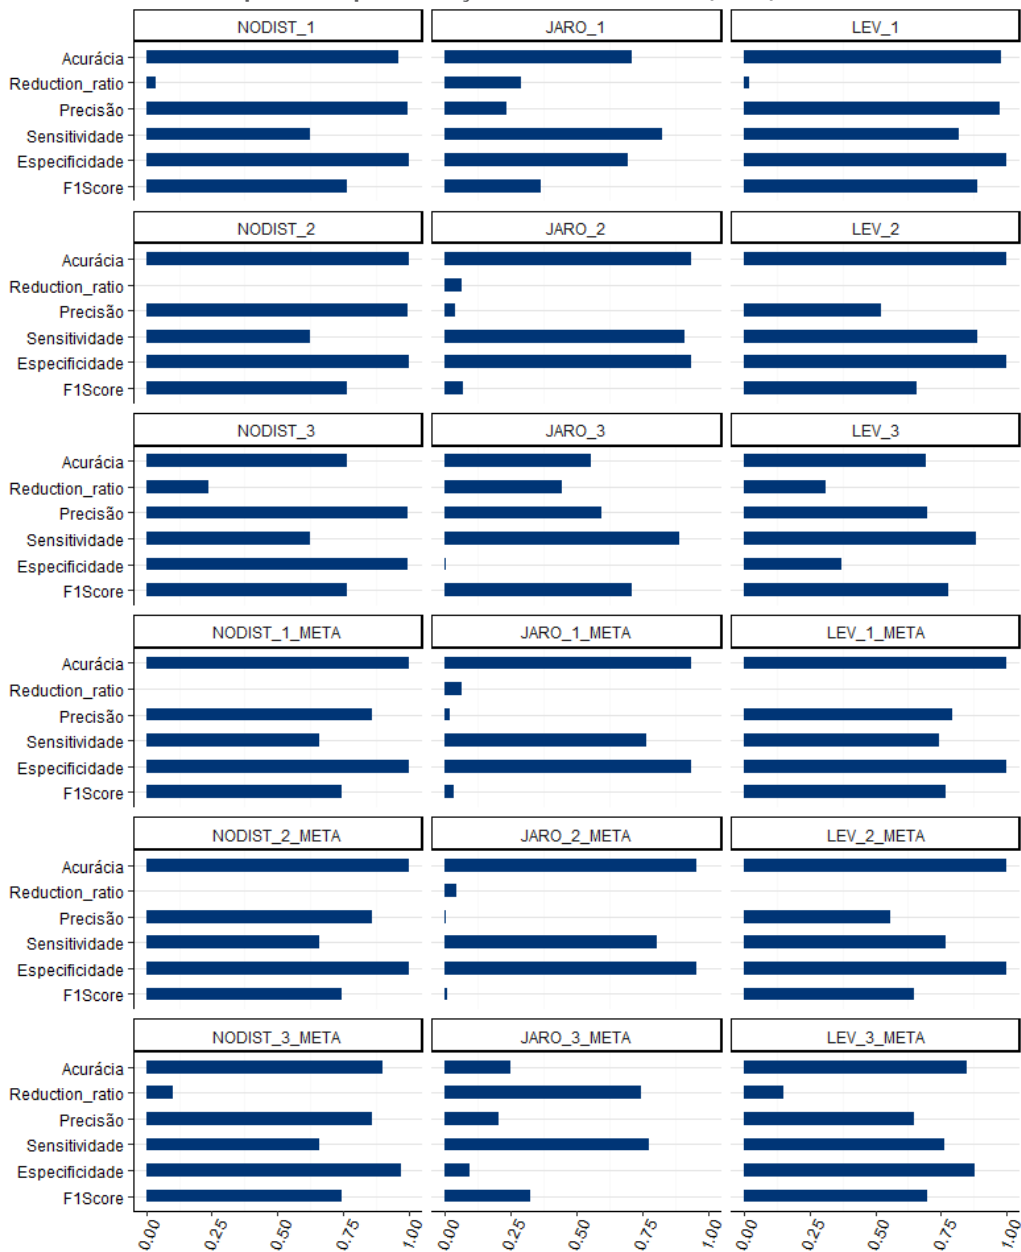 NODIST_1 JARO_1 LEV_1
Acurácia
Reduction_ratio
Precisão
Sensitividade
Especificidade
F1Score
NODIST_2 JARO_2 LEV_2
Acurácia
Reduction_ratio
Precisão
Sensitividade
Especificidade
F1Score
NODIST_3 JARO_3 LEV_3
Acurácia
Reduction_ratio
Precisão
Sensitividade
Especificidade
F1Score
NODIST_1_META JARO_1_META LEV_1_META
Acurácia
Reduction_ratio
Precisão
Sensitividade
Especificidade
F1Score
NODIST_2_META JARO_2_META LEV_2_META
Acurácia
Reduction_ratio
Precisão
Sensitividade
Especificidade
F1Score
NODIST_3_META JARO_3_META LEV_3_META
Acurácia
Reduction_ratio
Precisão
Sensitividade
Especificidade
F1Score
0.00 0.25 0.50 0.75 1.00 0.00 0.25 0.50 0.75 1.00 0.00 0.25 0.50 0.75 1.00